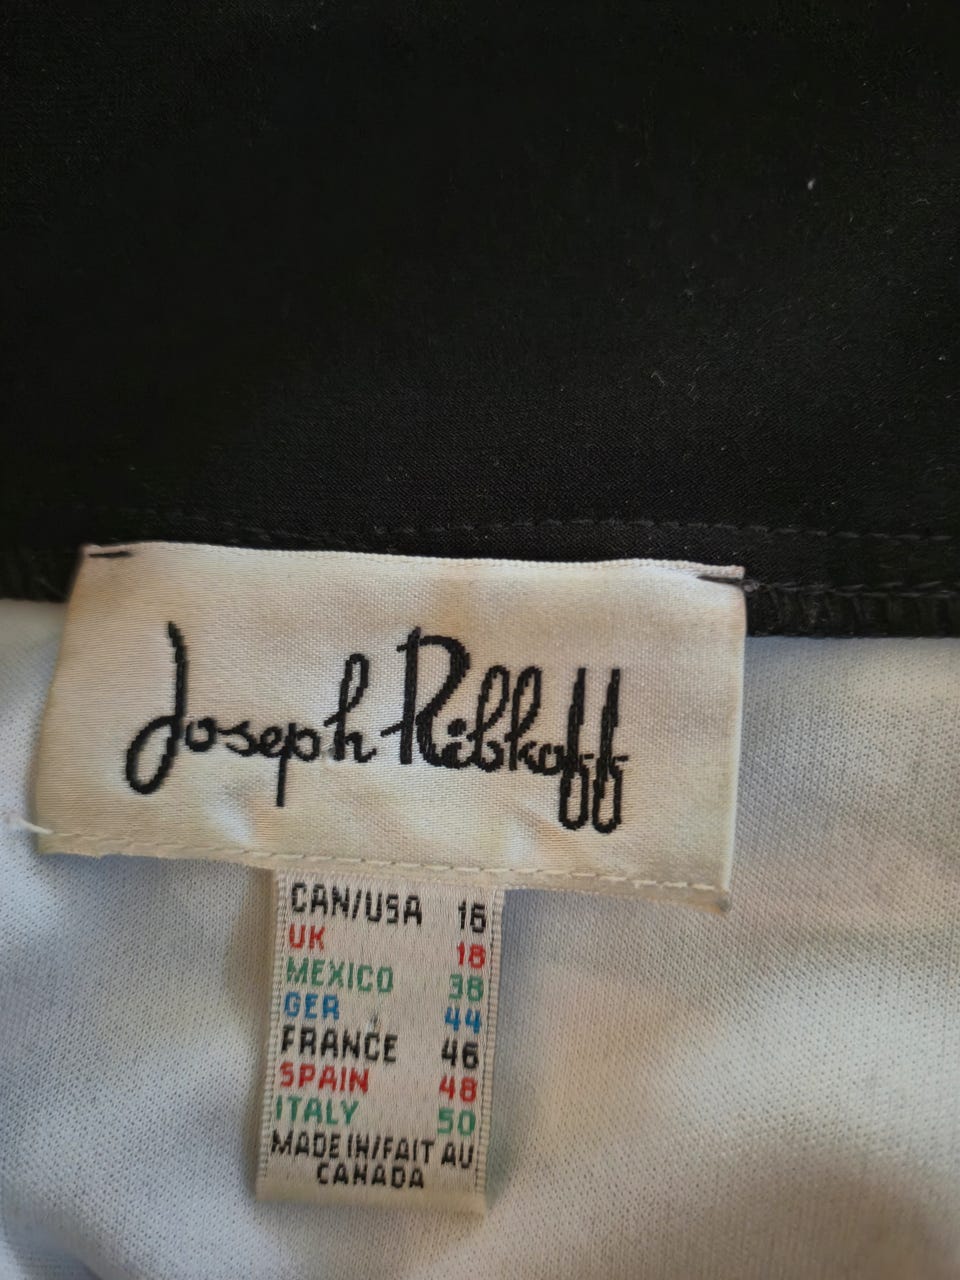 Joseph Ribkoff
CAN/USA 16
UK 18
MEXICO 38
GER 44
FRANCE 46
SPAIN 48
ITALY 50
MADE IN/FAIT AU
CANADA